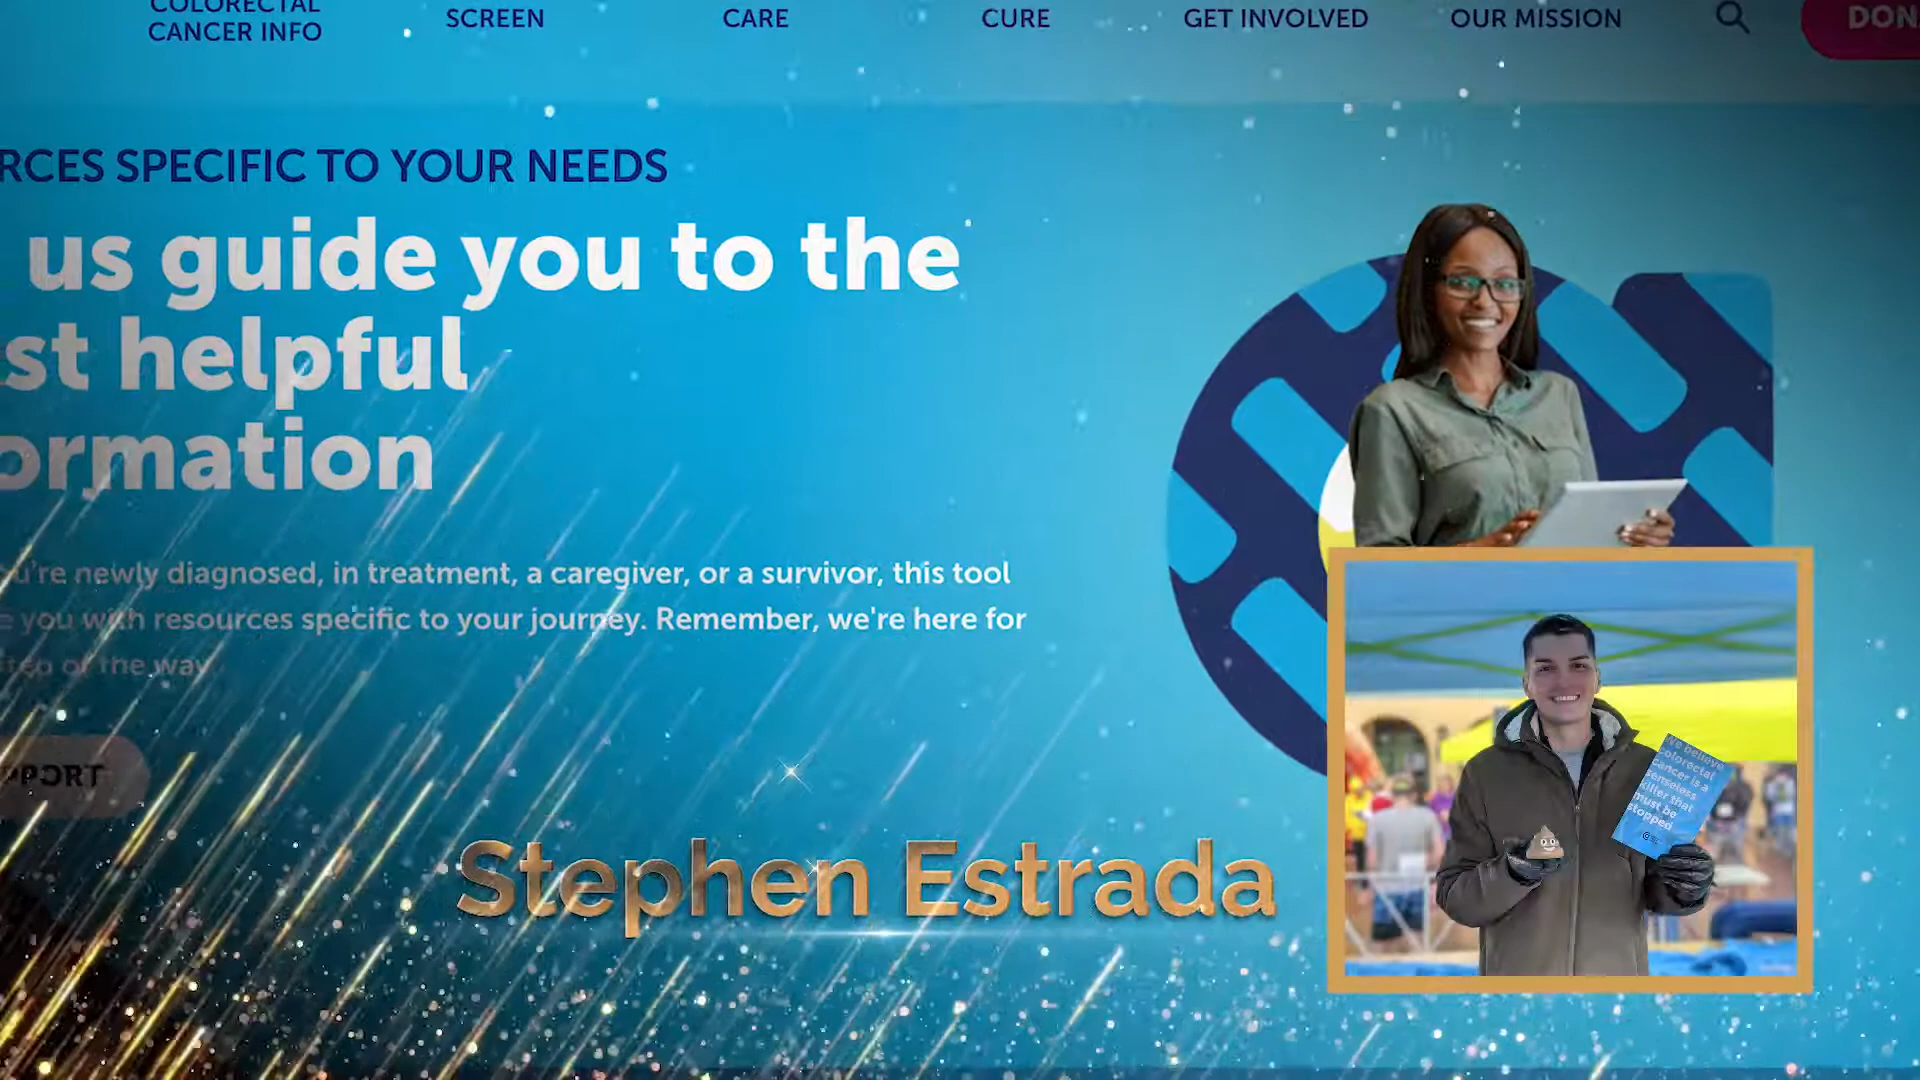 COLORECTAL
CANCER INFO
SCREEN
CARE
CURE
GET INVOLVED
OUR MISSION
DON
RCES SPECIFIC TO YOUR NEEDS
us guide you to the
st helpful
ormation
u're newly diagnosed, in treatment, a caregiver, or a survivor, this tool
e you with resources specific to your journey. Remember, we're here for
step of the way.
PPORT
We believe
colorectal
cancer is a
senseless
killer that
must be
stopped
Stephen Estrada